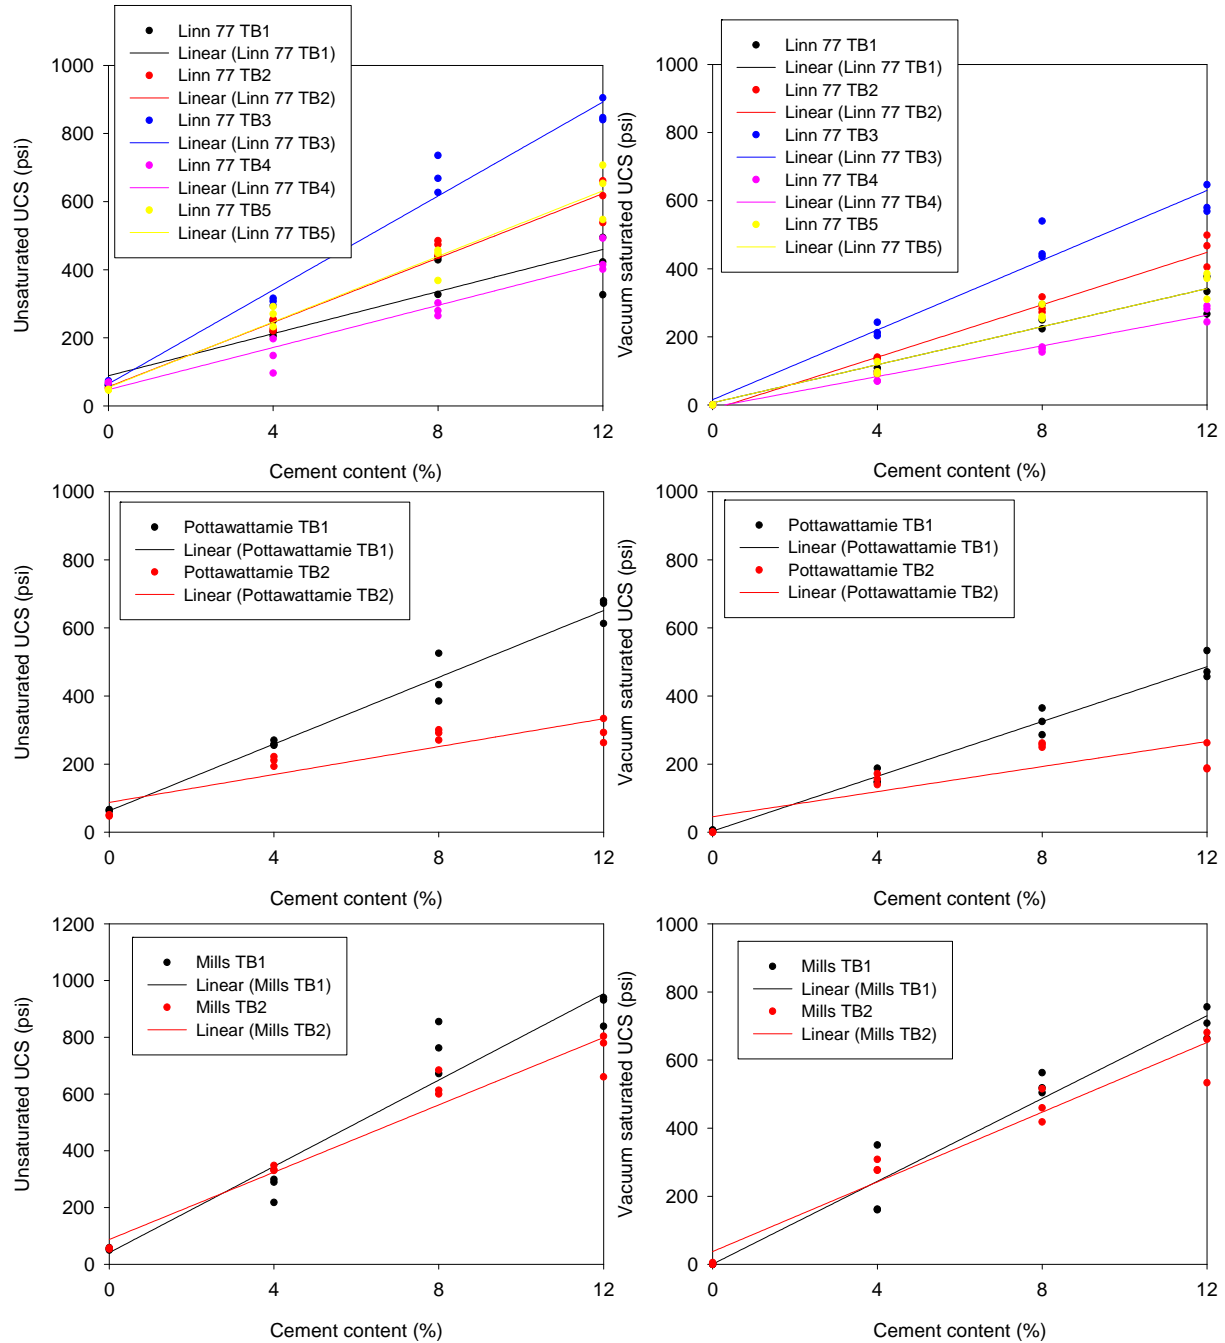 Linn 77 TB1
Linear (Linn 77 TB1)
Linn 77 TB2
Linear (Linn 77 TB2)
Linn 77 TB3
Linear (Linn 77 TB3)
Linn 77 TB4
Linear (Linn 77 TB4)
Linn 77 TB5
Linear (Linn 77 TB5)
Unsaturated UCS (psi)
1000
800
600
400
200
0
0 4 8 12
Cement content (%)
Linn 77 TB1
Linear (Linn 77 TB1)
Linn 77 TB2
Linear (Linn 77 TB2)
Linn 77 TB3
Linear (Linn 77 TB3)
Linn 77 TB4
Linear (Linn 77 TB4)
Linn 77 TB5
Linear (Linn 77 TB5)
Vacuum saturated UCS (psi)
1000
800
600
400
200
0
0 4 8 12
Cement content (%)
Pottawattamie TB1
Linear (Pottawattamie TB1)
Pottawattamie TB2
Linear (Pottawattamie TB2)
Unsaturated UCS (psi)
1000
800
600
400
200
0
0 4 8 12
Cement content (%)
Pottawattamie TB1
Linear (Pottawattamie TB1)
Pottawattamie TB2
Linear (Pottawattamie TB2)
Vacuum saturated UCS (psi)
1000
800
600
400
200
0
0 4 8 12
Cement content (%)
Mills TB1
Linear (Mills TB1)
Mills TB2
Linear (Mills TB2)
Unsaturated UCS (psi)
1200
1000
800
600
400
200
0
0 4 8 12
Cement content (%)
Mills TB1
Linear (Mills TB1)
Mills TB2
Linear (Mills TB2)
Vacuum saturated UCS (psi)
1000
800
600
400
200
0
0 4 8 12
Cement content (%)